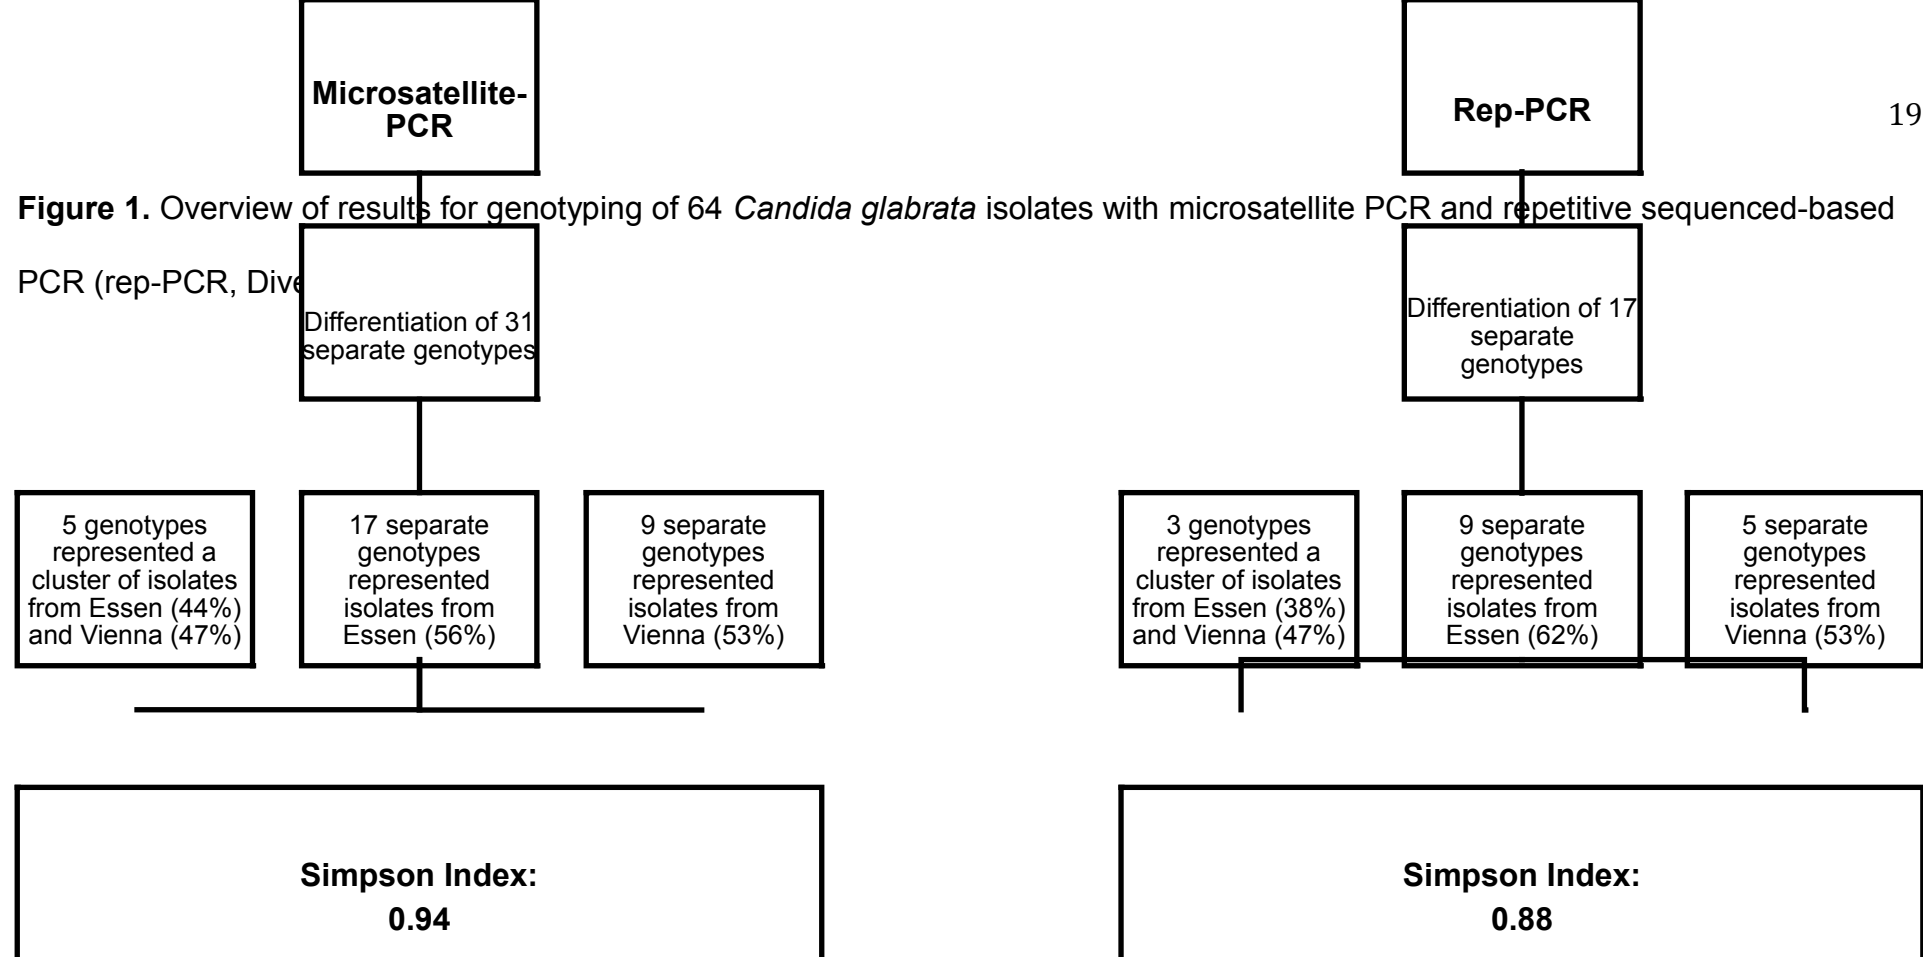 Microsatellite-
PCR
Rep-PCR
19
Figure 1. Overview of results for genotyping of 64 Candida glabrata isolates with microsatellite PCR and repetitive sequenced-based
PCR (rep-PCR,
Differentiation of 31
separate genotypes
Differentiation of 17
separate
genotypes
5 genotypes
represented a
cluster of isolates
from Essen (44%)
and Vienna (47%)
17 separate
genotypes
represented
isolates from
Essen (56%)
9 separate
genotypes
represented
isolates from
Vienna (53%)
3 genotypes
represented a
cluster of isolates
from Essen (38%)
and Vienna (47%)
9 separate
genotypes
represented
isolates from
Essen (62%)
5 separate
genotypes
represented
isolates from
Vienna (53%)
Simpson Index:
0.94
Simpson Index:
0.88